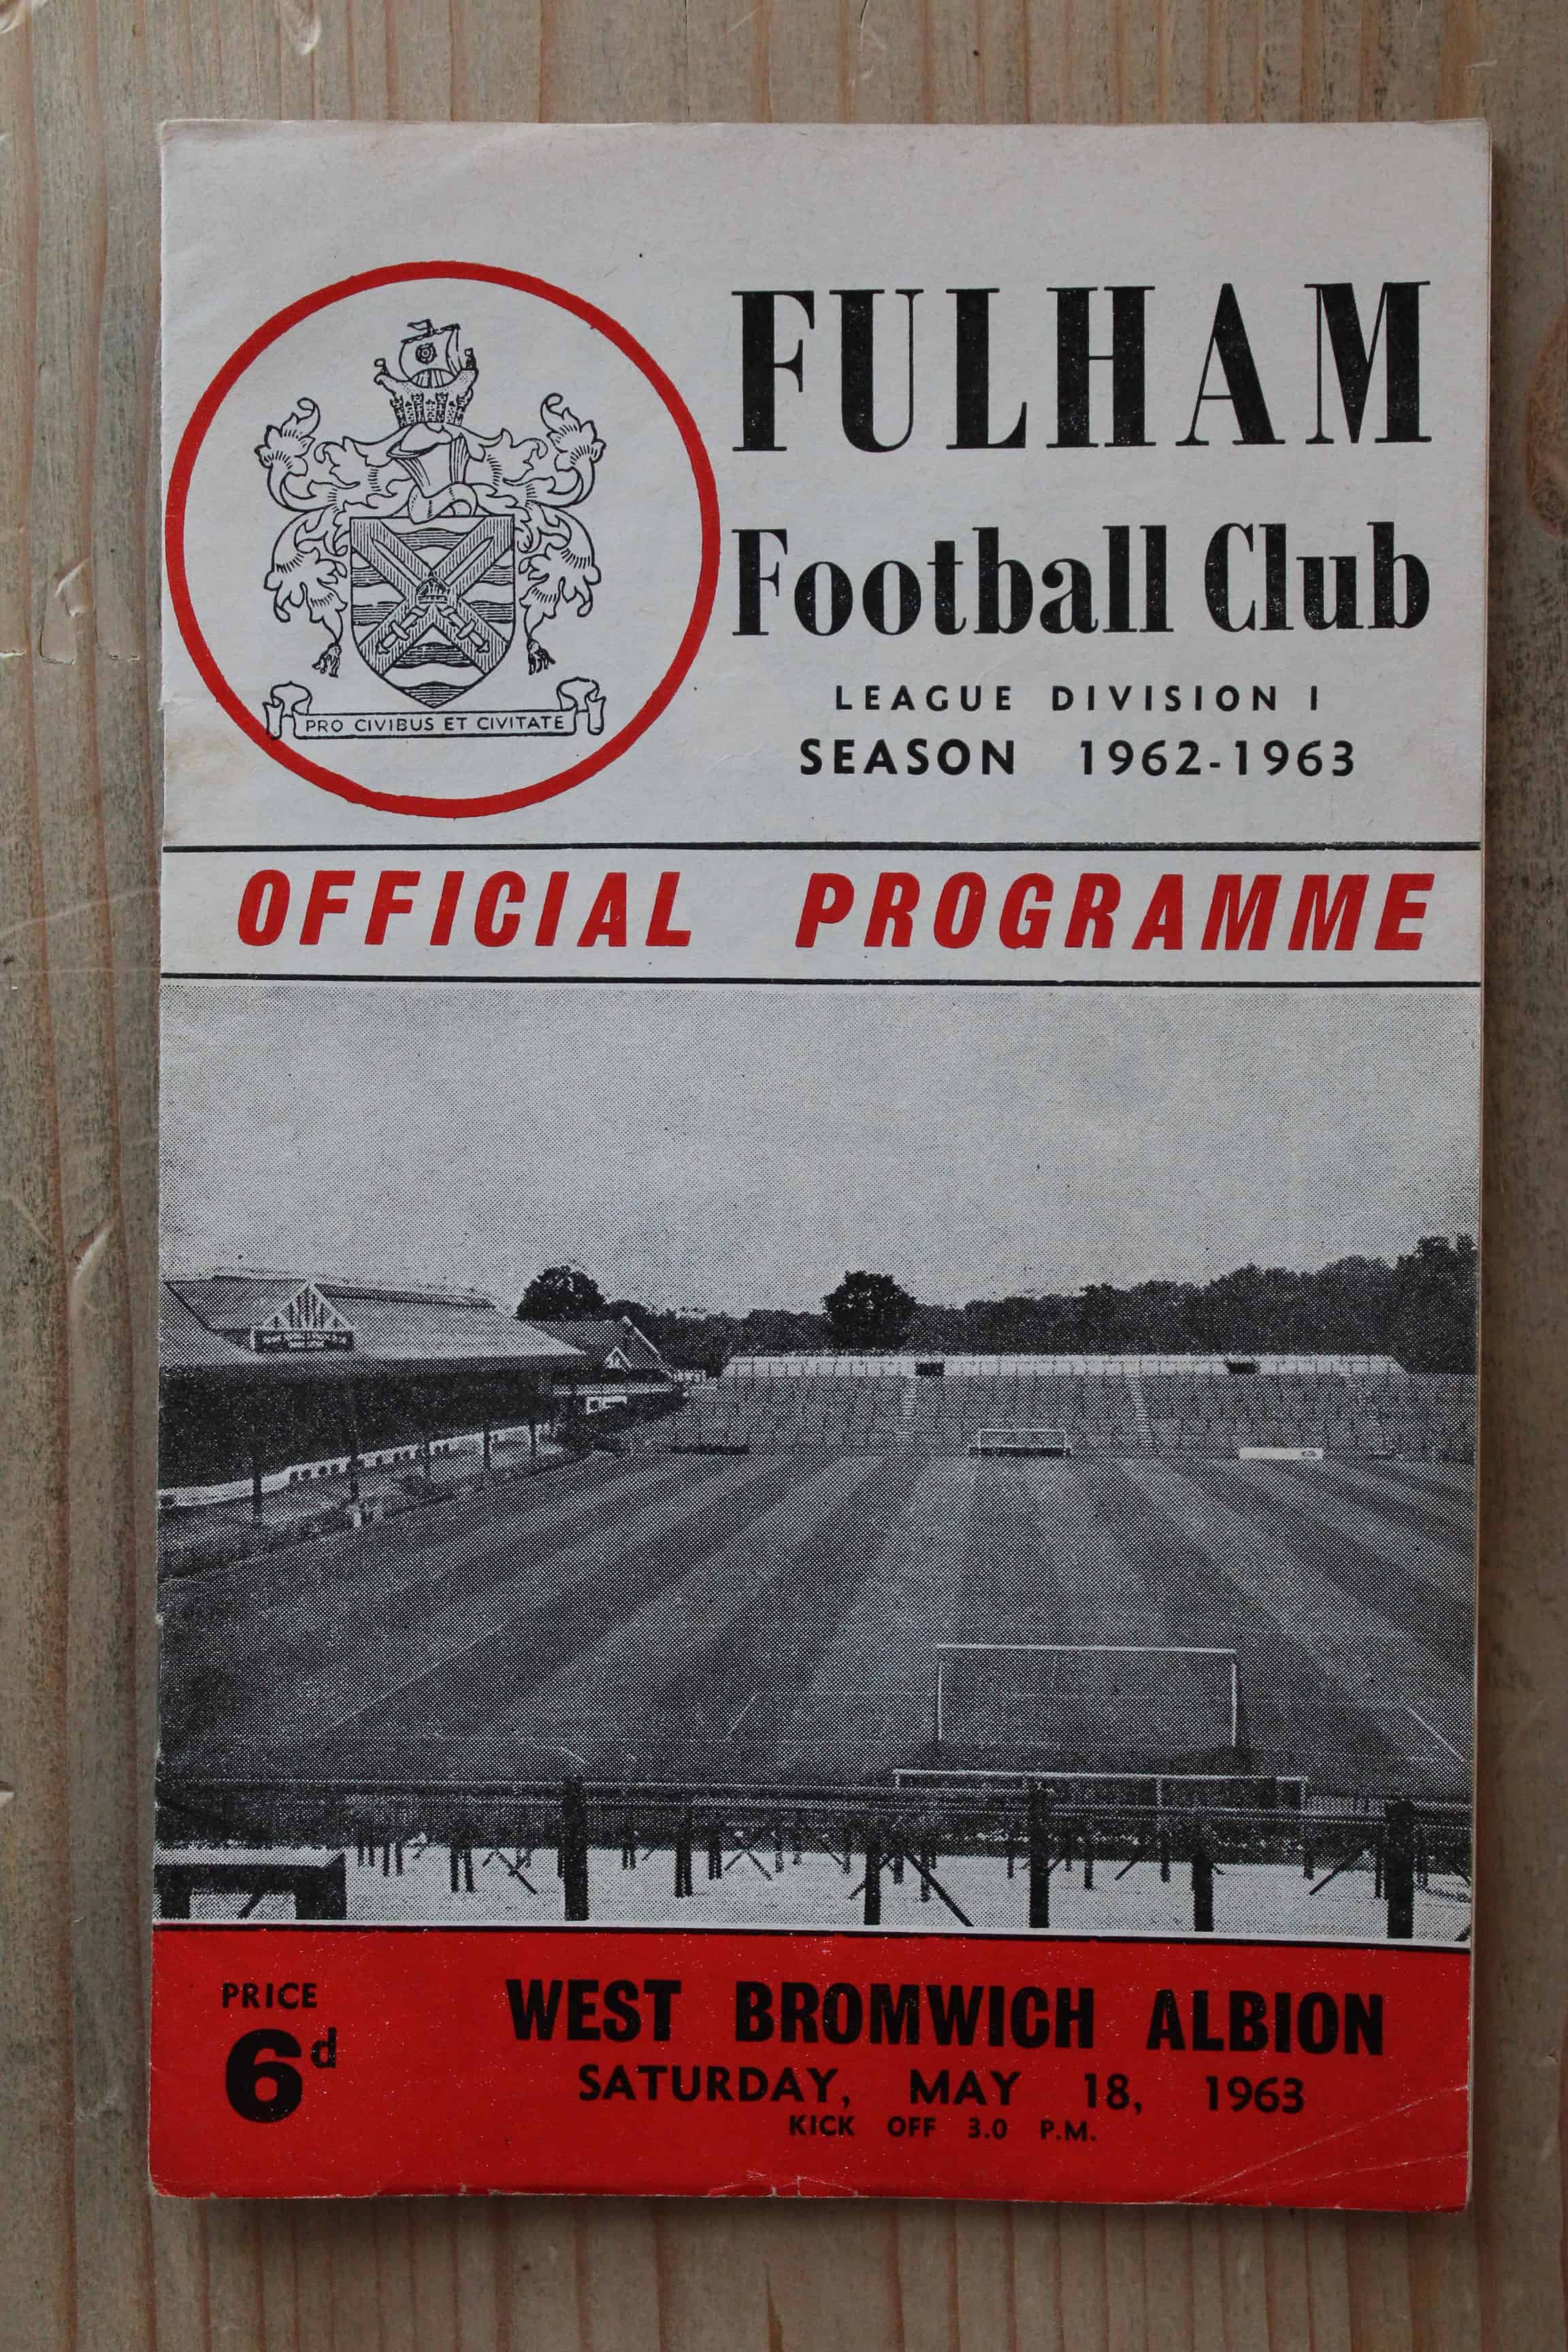 FULHAM
Football Club
LEAGUE DIVISION I
SEASON 1962-1963
PRO CIVIBUS ET CIVITATE
OFFICIAL PROGRAMME
PRICE
6d
WEST BROMWICH ALBION
SATURDAY, MAY 18, 1963
KICK OFF 3.0 P.M.